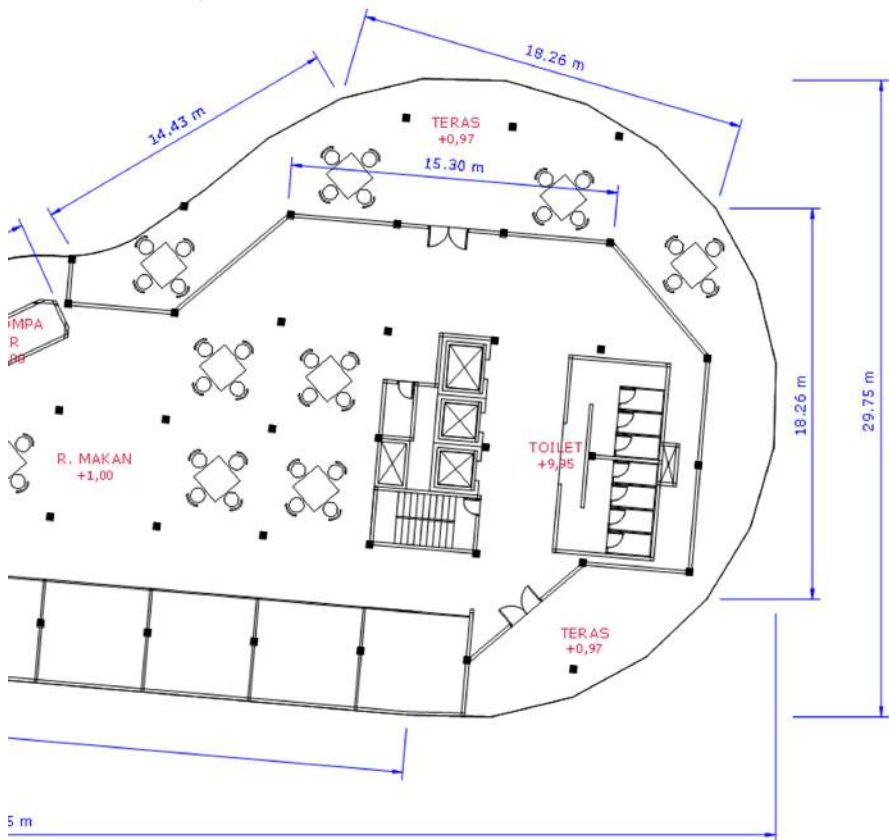 18.26 m
14.43 m
TERAS
+0,97
15.30 m
OMPA
R
R. MAKAN
+1,00
TOILET
+9,95
18.26 m
29.75 m
TERAS
+0,97
5 m